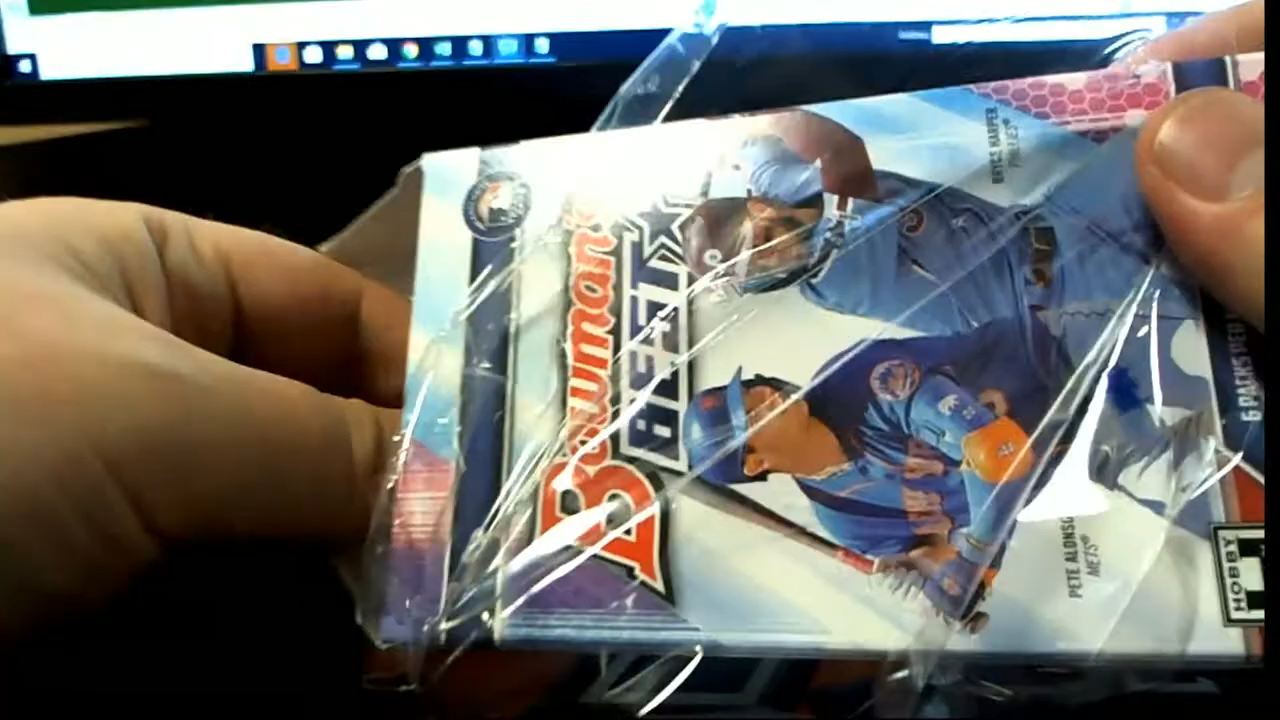 Bowman's
BEST
BRYCE HARPER
PHILLIES®
PETE ALONSO
METS®
6 PACKS PER
HOBBY